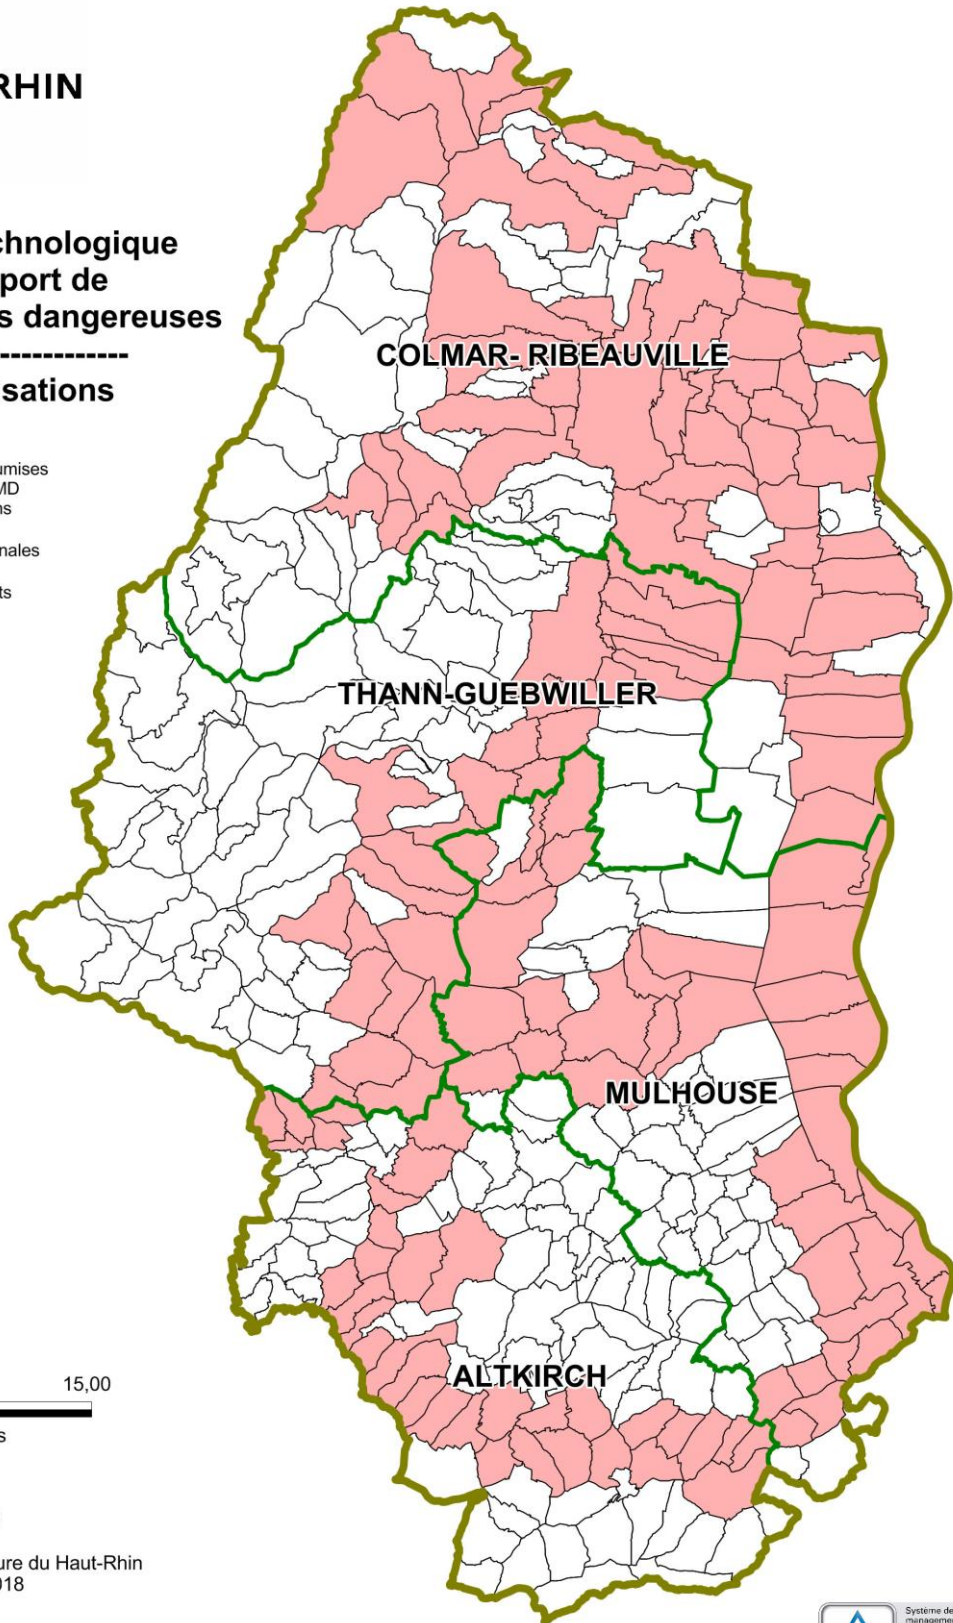 RHIN
chnologique
port de
s dangereuses
------------
sations
umises
MD
ns
nales
ts
COLMAR- RIBEAUVILLE
THANN-GUEBWILLER
MULHOUSE
ALTKIRCH
15,00
s
ure du Haut-Rhin
018
Système de
management